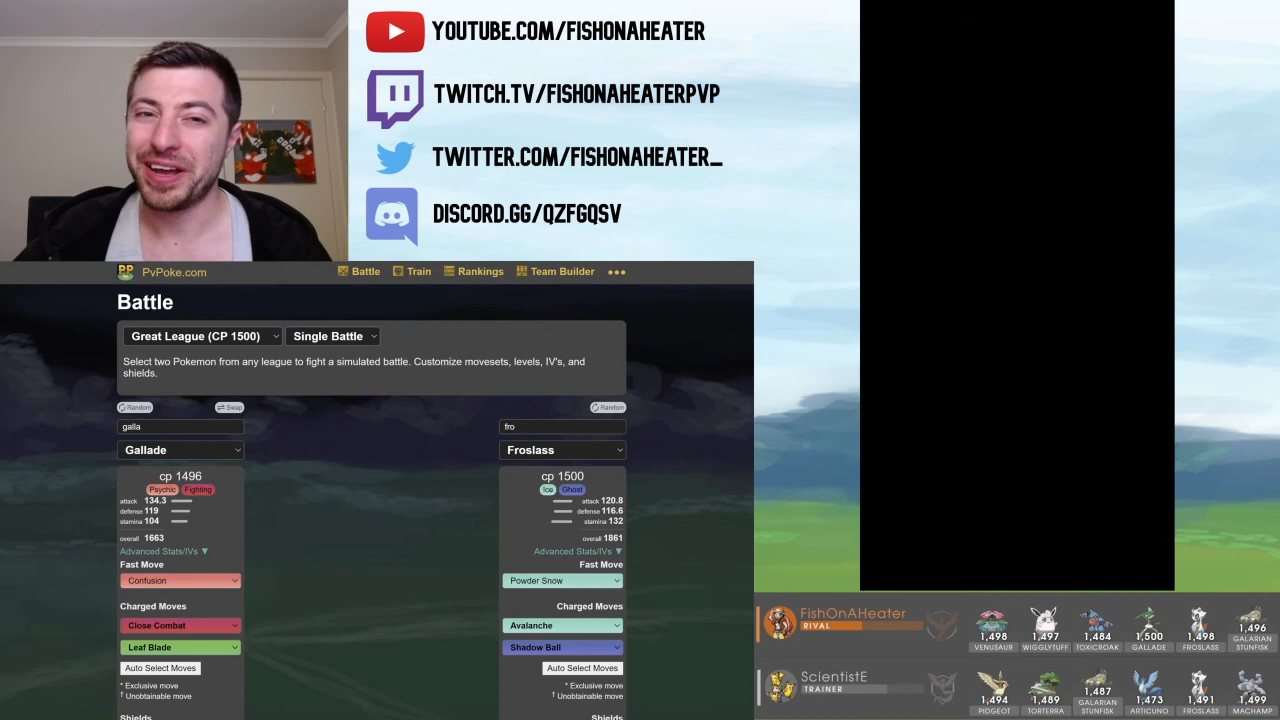 YOUTUBE.COM/FISHONAHEATER
TWITCH.TV/FISHONAHEATERPVP
TWITTER.COM/FISHONAHEATER_
DISCORD.GG/QZFGQSV
PP PvPoke.com Battle Train Rankings Team Builder
Battle
Great League (CP 1500) Single Battle
Select two Pokemon from any league to fight a simulated battle. Customize movesets, levels, IV's, and
shields.
Random Swap Random
galla fro
Gallade Froslass
cp 1496 cp 1500
Psychic Fighting Ice Ghost
attack 134.3 attack 120.8
defense 119 defense 116.6
stamina 104 stamina 132
overall 1663 overall 1861
Advanced Stats/IVs ▼ Advanced Stats/IVs ▼
Fast Move Fast Move
Confusion Powder Snow
Charged Moves Charged Moves
Close Combat Avalanche
Leaf Blade Shadow Ball
Auto Select Moves Auto Select Moves
* Exclusive move * Exclusive move
† Unobtainable move † Unobtainable move
Shields Shields
FishOnAHeater
RIVAL
1,498 1,497 1,484 1,500 1,498 1,496
VENUSAUR WIGGLYTUFF TOXICROAK GALLADE FROSLASS GALARIAN STUNFISK
ScientistE
TRAINER
1,494 1,489 1,487 1,473 1,491
PIDGEOT TORTERRA GALARIAN STUNFISK ARTICUNO FROSLASS MACHAMP